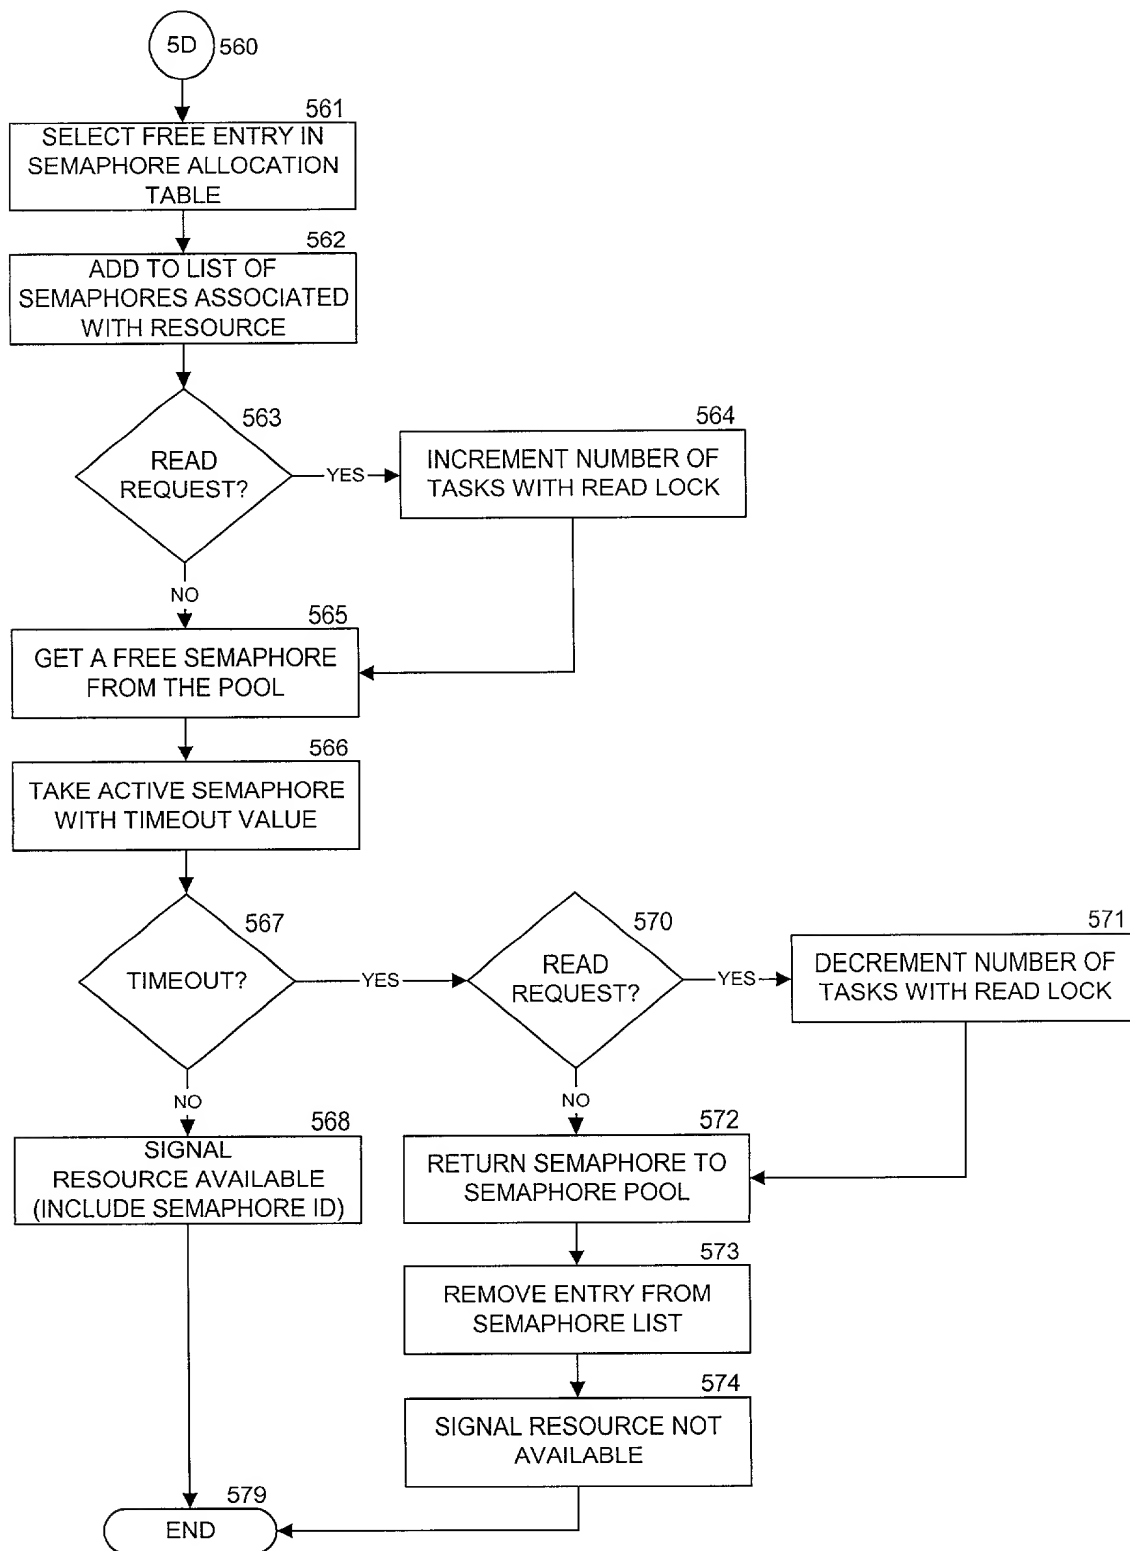 5D
560
561
SELECT FREE ENTRY IN
SEMAPHORE ALLOCATION
TABLE
562
ADD TO LIST OF
SEMAPHORES ASSOCIATED
WITH RESOURCE
563
READ
REQUEST?
YES
564
INCREMENT NUMBER OF
TASKS WITH READ LOCK
NO
565
GET A FREE SEMAPHORE
FROM THE POOL
566
TAKE ACTIVE SEMAPHORE
WITH TIMEOUT VALUE
567
TIMEOUT?
YES
570
READ
REQUEST?
YES
571
DECREMENT NUMBER OF
TASKS WITH READ LOCK
NO
568
SIGNAL
RESOURCE AVAILABLE
(INCLUDE SEMAPHORE ID)
NO
572
RETURN SEMAPHORE TO
SEMAPHORE POOL
573
REMOVE ENTRY FROM
SEMAPHORE LIST
574
SIGNAL RESOURCE NOT
AVAILABLE
579
END